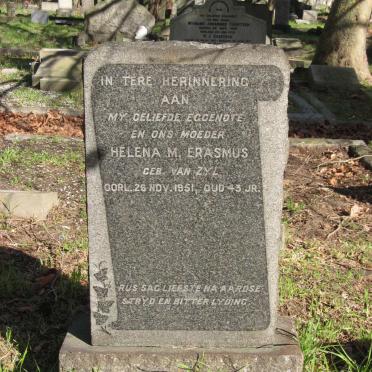 IN TERE HERINNERING
AAN
MY GELIEFDE EGGENOTE
EN ONS MOEDER
HELENA M. ERASMUS
GEB. VAN ZYL
OORL. 26 NOV. 1951, OUD 43 JR.
RUS SAG LIEFSTE NA AARDSE
STRYD EN BITTER LYDING.